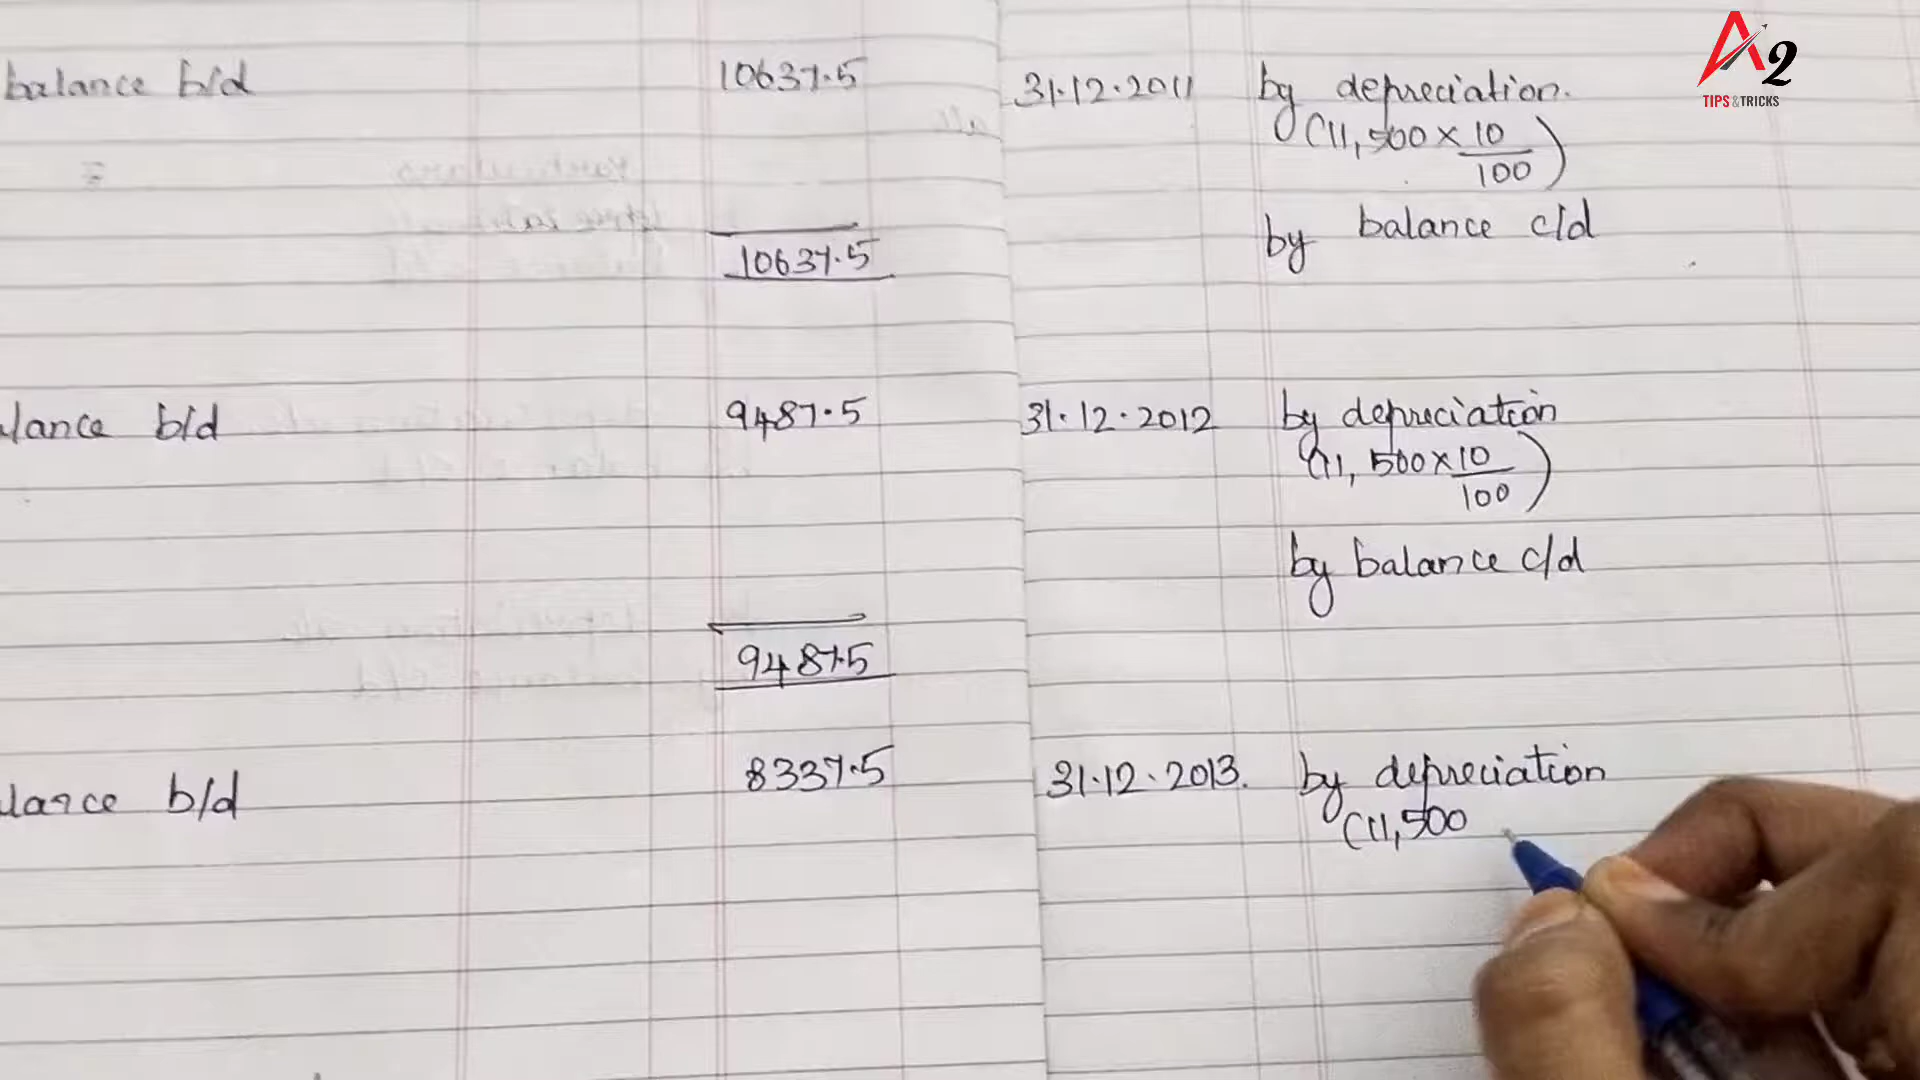 balance b/d 10637.5 31.12.2011 by depreciation.
(11,500 × 10/100)
by balance c/d
10637.5
lance b/d 9487.5 31.12.2012 by depreciation
(11,500 × 10/100)
by balance c/d
9487.5
lance b/d 8337.5 31.12.2013. by depreciation
(11,500
A2
TIPS & TRICKS